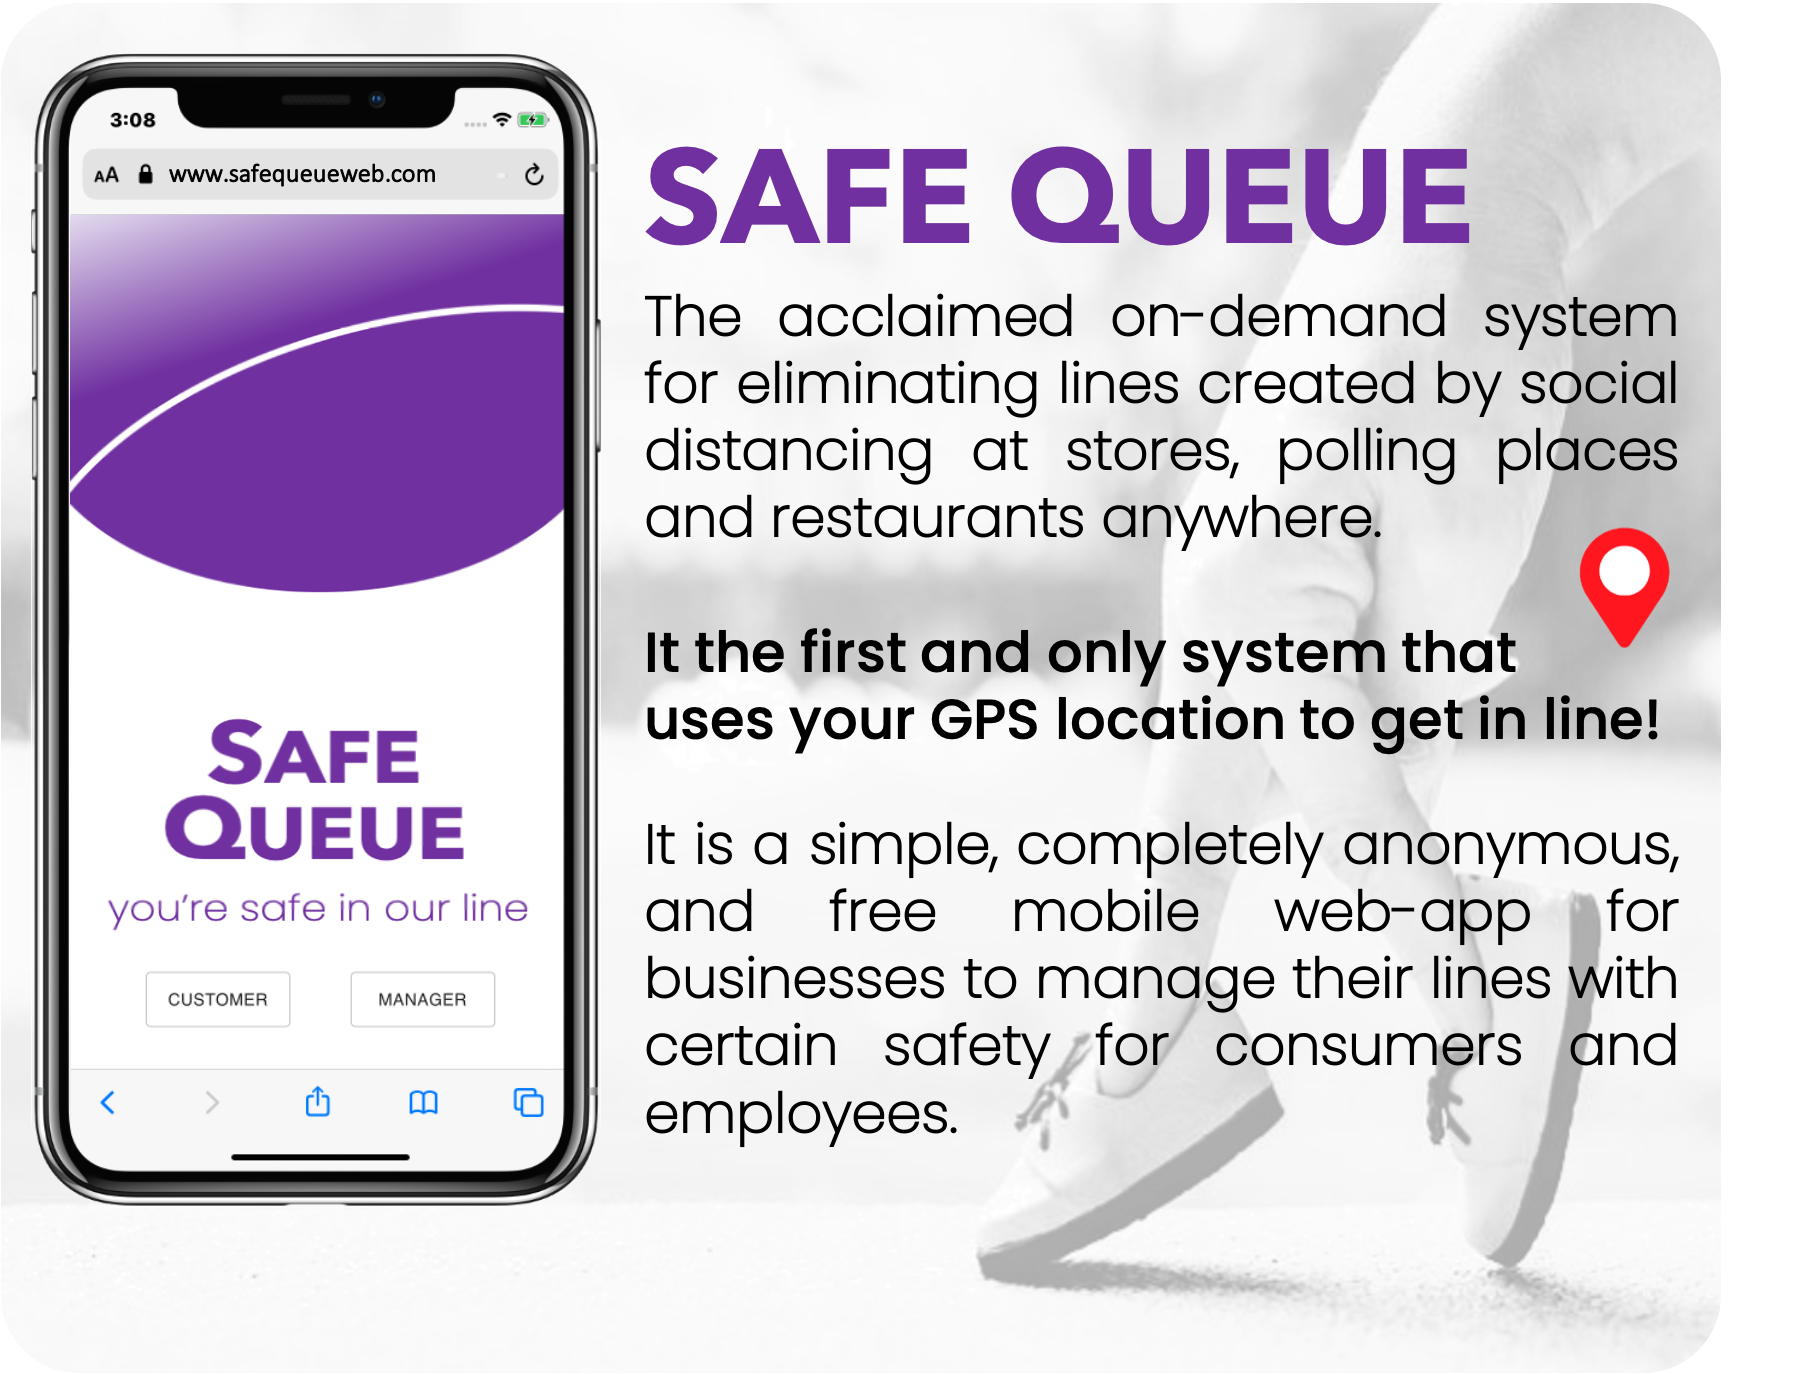 3:08
AA www.safequeueweb.com
SAFE
QUEUE
you're safe in our line
CUSTOMER MANAGER
SAFE QUEUE
The acclaimed on-demand system
for eliminating lines created by social
distancing at stores, polling places
and restaurants anywhere.
It the first and only system that
uses your GPS location to get in line!
It is a simple, completely anonymous,
and free mobile web-app for
businesses to manage their lines with
certain safety for consumers and
employees.